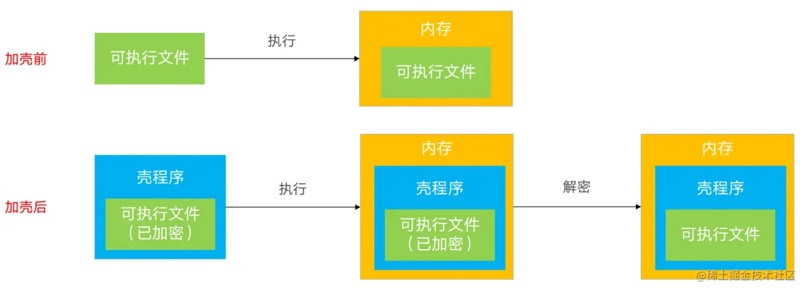 加壳前
可执行文件
执行
内存
可执行文件
加壳后
壳程序
可执行文件
（已加密）
执行
内存
壳程序
可执行文件
（已加密）
解密
内存
壳程序
可执行文件
@稀土掘金技术社区